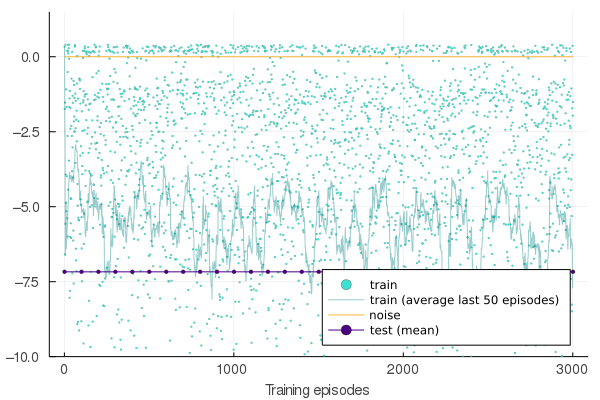 0.0
−2.5
−5.0
−7.5
−10.0
train
train (average last 50 episodes)
noise
test (mean)
0 1000 2000 3000
Training episodes